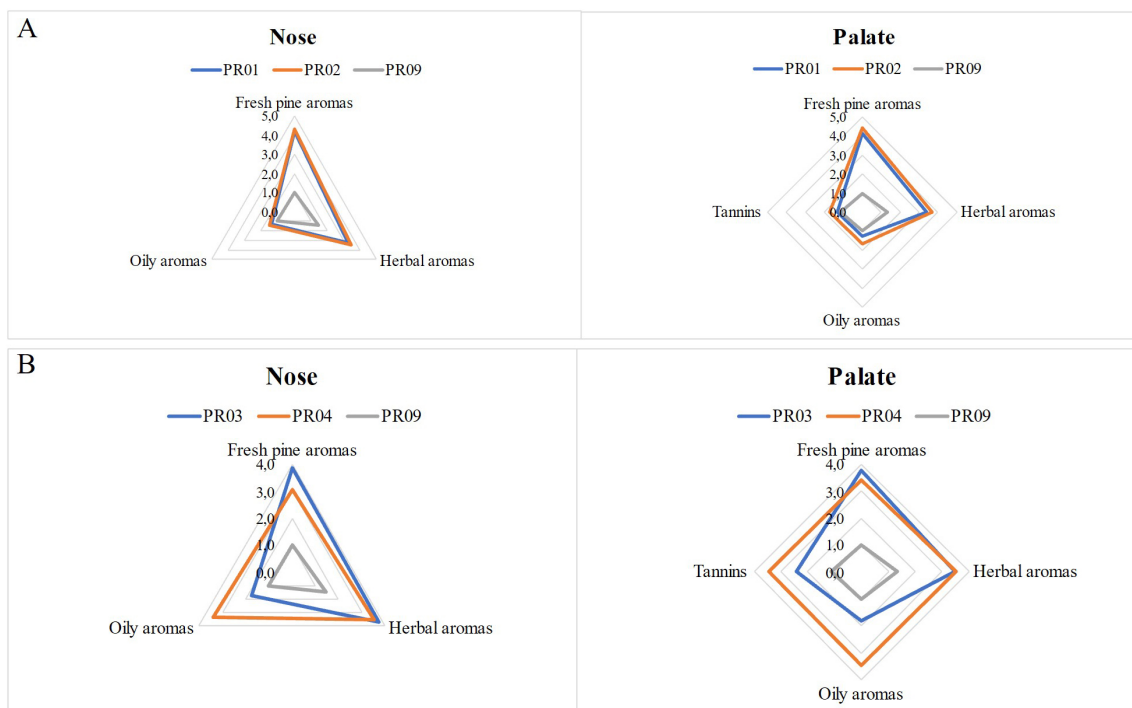 A
Nose
PR01 PR02 PR09
Fresh pine aromas
5,0
4,0
3,0
2,0
1,0
0,0
Oily aromas
Herbal aromas
Palate
PR01 PR02 PR09
Fresh pine aromas
5,0
4,0
3,0
2,0
1,0
0,0
Tannins
Herbal aromas
Oily aromas
B
Nose
PR03 PR04 PR09
Fresh pine aromas
4,0
3,0
2,0
1,0
0,0
Oily aromas
Herbal aromas
Palate
PR03 PR04 PR09
Fresh pine aromas
4,0
3,0
2,0
1,0
0,0
Tannins
Herbal aromas
Oily aromas